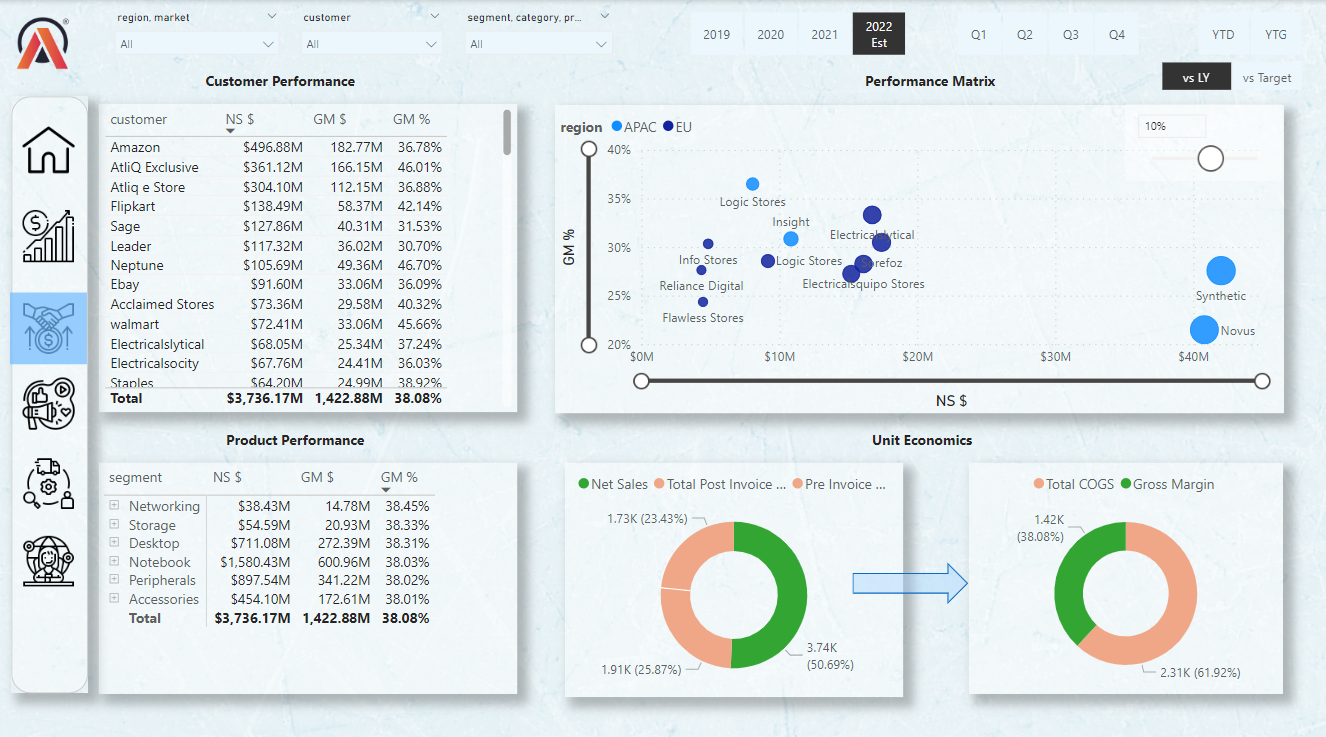 region, market
customer
segment, category, pr...
All
All
All
2019
2020
2021
2022
Est
Q1
Q2
Q3
Q4
YTD
YTG
vs LY
vs Target
Customer Performance
customer NS $ GM $ GM %
Amazon $496.88M 182.77M 36.78%
AtliQ Exclusive $361.12M 166.15M 46.01%
Atliq e Store $304.10M 112.15M 36.88%
Flipkart $138.49M 58.37M 42.14%
Sage $127.86M 40.31M 31.53%
Leader $117.32M 36.02M 30.70%
Neptune $105.69M 49.36M 46.70%
Ebay $91.60M 33.06M 36.09%
Acclaimed Stores $73.36M 29.58M 40.32%
walmart $72.41M 33.06M 45.66%
Electricalslytical $68.05M 25.34M 37.24%
Electricalsocity $67.76M 24.41M 36.03%
Staples $64.20M 24.99M 38.92%
Total $3,736.17M 1,422.88M 38.08%
Performance Matrix
region APAC EU
10%
GM %
40%
35%
30%
25%
20%
Logic Stores
Insight
Electricalslytical
Info Stores
Logic Stores
Sorefoz
Reliance Digital
Electricalsquipo Stores
Flawless Stores
Synthetic
Novus
$0M $10M $20M $30M $40M
NS $
Product Performance
segment NS $ GM $ GM %
Networking $38.43M 14.78M 38.45%
Storage $54.59M 20.93M 38.33%
Desktop $711.08M 272.39M 38.31%
Notebook $1,580.43M 600.96M 38.03%
Peripherals $897.54M 341.22M 38.02%
Accessories $454.10M 172.61M 38.01%
Total $3,736.17M 1,422.88M 38.08%
Unit Economics
Net Sales Total Post Invoice ... Pre Invoice ...
1.73K (23.43%)
1.91K (25.87%)
3.74K
(50.69%)
Total COGS Gross Margin
1.42K
(38.08%)
2.31K (61.92%)